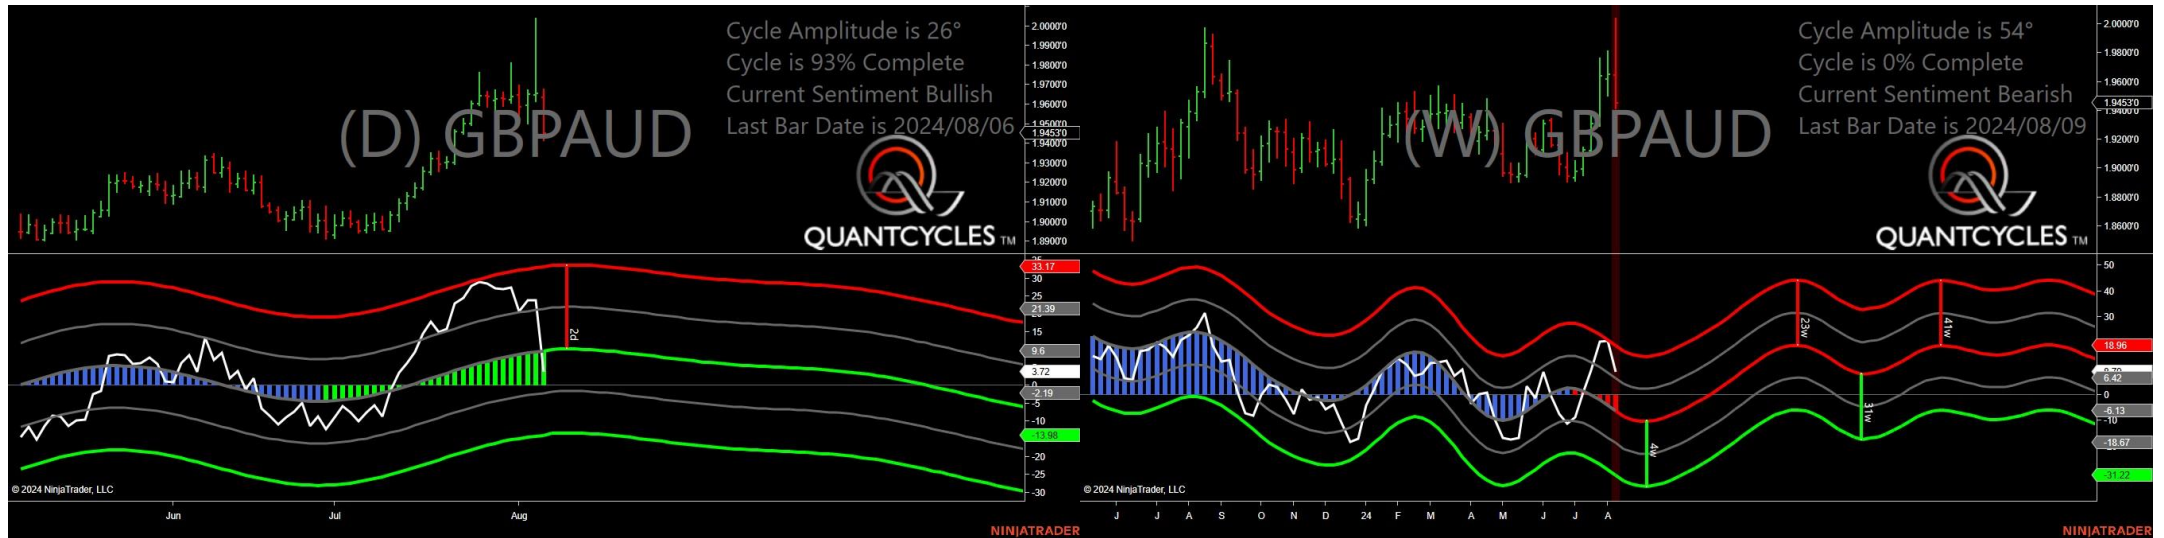 Cycle Amplitude is 26°
Cycle is 93% Complete
Current Sentiment Bullish
Last Bar Date is 2024/08/06
(D) GBPAUD
QUANTCYCLES TM
2.0000'0
1.9900'0
1.9800'0
1.9700'0
1.9600'0
1.9500'0
1.9453'0
1.9400'0
1.9300'0
1.9200'0
1.9100'0
1.9000'0
1.8900'0
35
33.17
30
25
21.39
15
9.6
3.72
0
-2.19
-5
-10
-13.98
-20
-25
-30
2d
© 2024 NinjaTrader, LLC
Jun
Jul
Aug
NINJATRADER
Cycle Amplitude is 54°
Cycle is 0% Complete
Current Sentiment Bearish
Last Bar Date is 2024/08/09
(W) GBPAUD
QUANTCYCLES TM
2.0000'0
1.9800'0
1.9600'0
1.9453'0
1.9400'0
1.9200'0
1.9000'0
1.8800'0
1.8600'0
50
40
30
18.96
6.42
0
-6.13
-10
-18.67
-31.22
23w
41w
31w
4w
© 2024 NinjaTrader, LLC
J
J
A
S
O
N
D
24
F
M
A
M
J
J
A
NINJATRADER